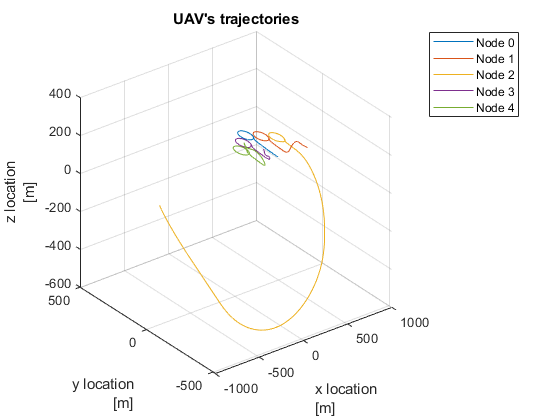 UAV's trajectories
Node 0
Node 1
Node 2
Node 3
Node 4
400
200
0
-200
-400
-600
z location
[m]
500
0
-500
y location
[m]
-1000
-500
0
500
1000
x location
[m]